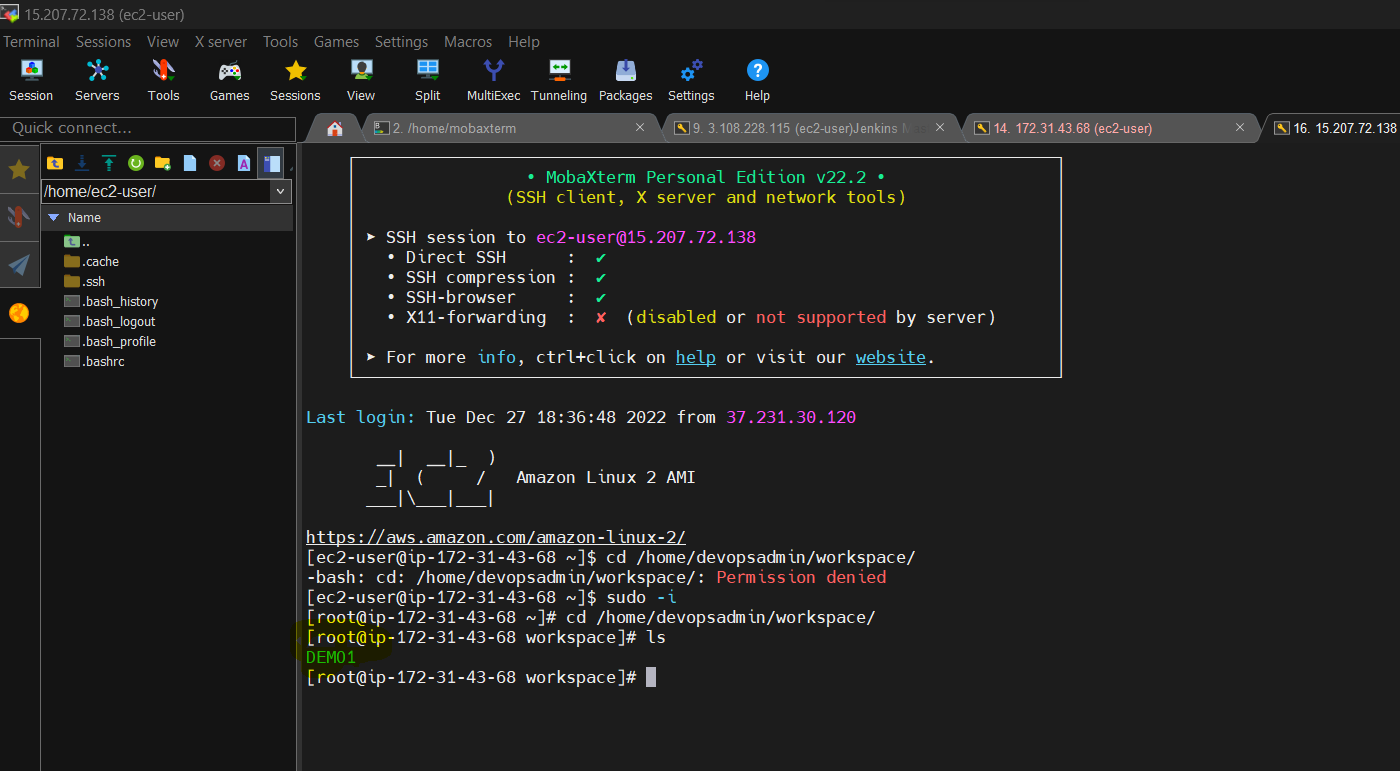 15.207.72.138 (ec2-user)
Terminal Sessions View X server Tools Games Settings Macros Help
Session Servers Tools Games Sessions View Split MultiExec Tunneling Packages Settings Help
Quick connect...
2. /home/mobaxterm
9. 3.108.228.115 (ec2-user)Jenkins
14. 172.31.43.68 (ec2-user)
16. 15.207.72.138
/home/ec2-user/
Name
..
.cache
.ssh
.bash_history
.bash_logout
.bash_profile
.bashrc
• MobaXterm Personal Edition v22.2 •
(SSH client, X server and network tools)
➤ SSH session to ec2-user@15.207.72.138
• Direct SSH : ✔
• SSH compression : ✔
• SSH-browser : ✔
• X11-forwarding : ✘ (disabled or not supported by server)
➤ For more info, ctrl+click on help or visit our website.
Last login: Tue Dec 27 18:36:48 2022 from 37.231.30.120
__| __|_ )
_| ( / Amazon Linux 2 AMI
___|\___|___|
https://aws.amazon.com/amazon-linux-2/
[ec2-user@ip-172-31-43-68 ~]$ cd /home/devopsadmin/workspace/
-bash: cd: /home/devopsadmin/workspace/: Permission denied
[ec2-user@ip-172-31-43-68 ~]$ sudo -i
[root@ip-172-31-43-68 ~]# cd /home/devopsadmin/workspace/
[root@ip-172-31-43-68 workspace]# ls
DEMO1
[root@ip-172-31-43-68 workspace]#